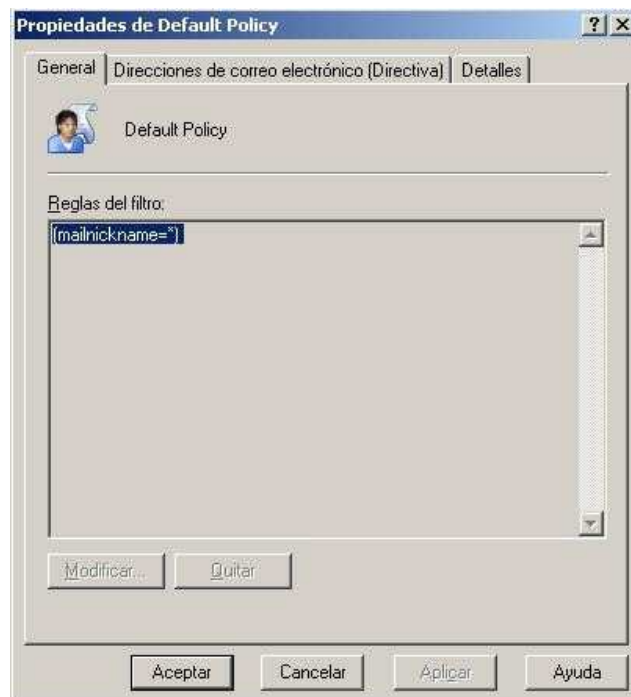 Propiedades de Default Policy
General Direcciones de correo electrónico (Directiva) Detalles
Default Policy
Reglas del filtro:
(mailnickname=*)
Modificar... Quitar
Aceptar Cancelar Aplicar Ayuda